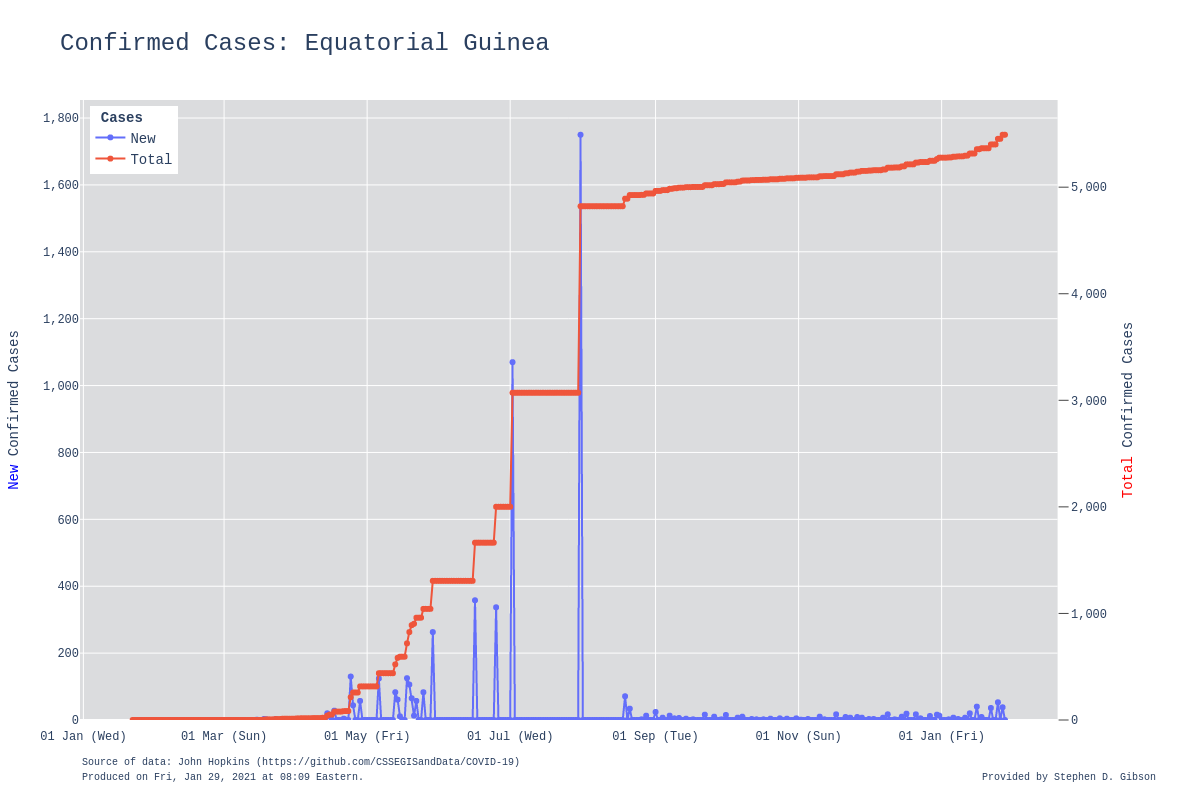 Confirmed Cases: Equatorial Guinea
Cases
New
Total
1,800
1,600
1,400
1,200
1,000
800
600
400
200
0
New Confirmed Cases
5,000
4,000
3,000
2,000
1,000
0
Total Confirmed Cases
01 Jan (Wed) 01 Mar (Sun) 01 May (Fri) 01 Jul (Wed) 01 Sep (Tue) 01 Nov (Sun) 01 Jan (Fri)
Source of data: John Hopkins (https://github.com/CSSEGISandData/COVID-19)
Produced on Fri, Jan 29, 2021 at 08:09 Eastern.
Provided by Stephen D. Gibson